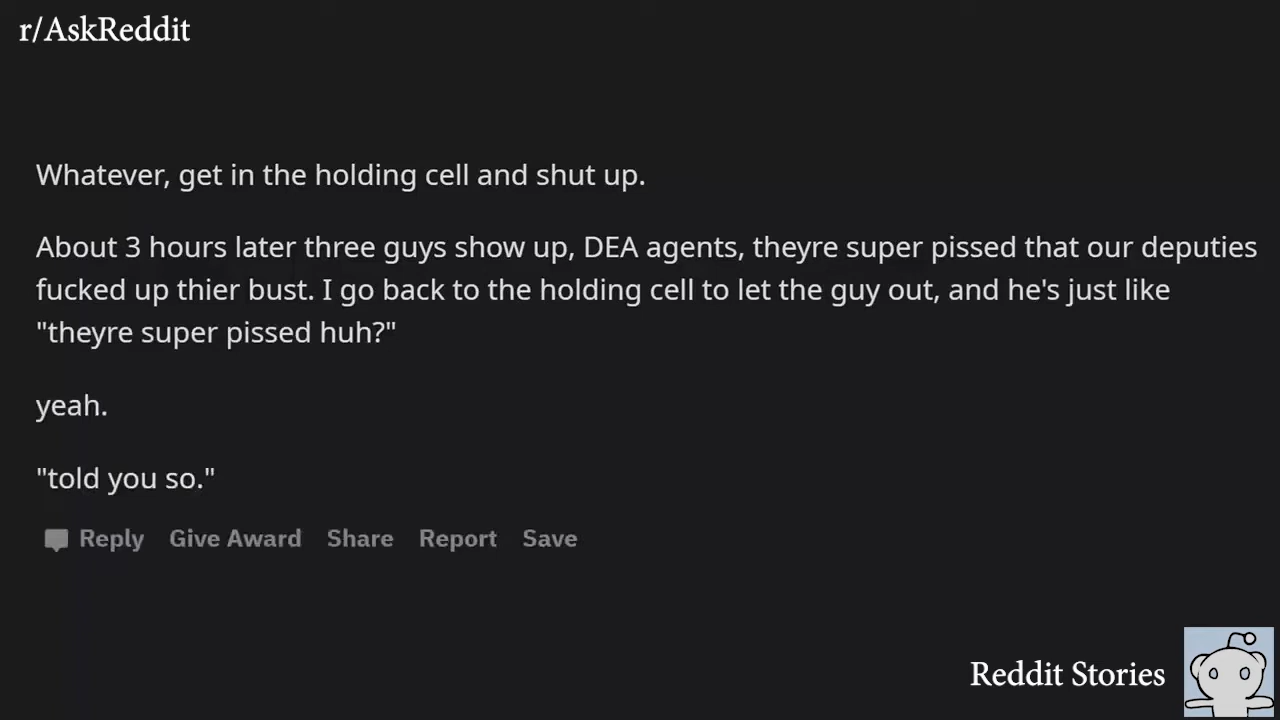 r/AskReddit
Whatever, get in the holding cell and shut up.
About 3 hours later three guys show up, DEA agents, theyre super pissed that our deputies
fucked up thier bust. I go back to the holding cell to let the guy out, and he's just like
"theyre super pissed huh?"
yeah.
"told you so."
Reply Give Award Share Report Save
Reddit Stories